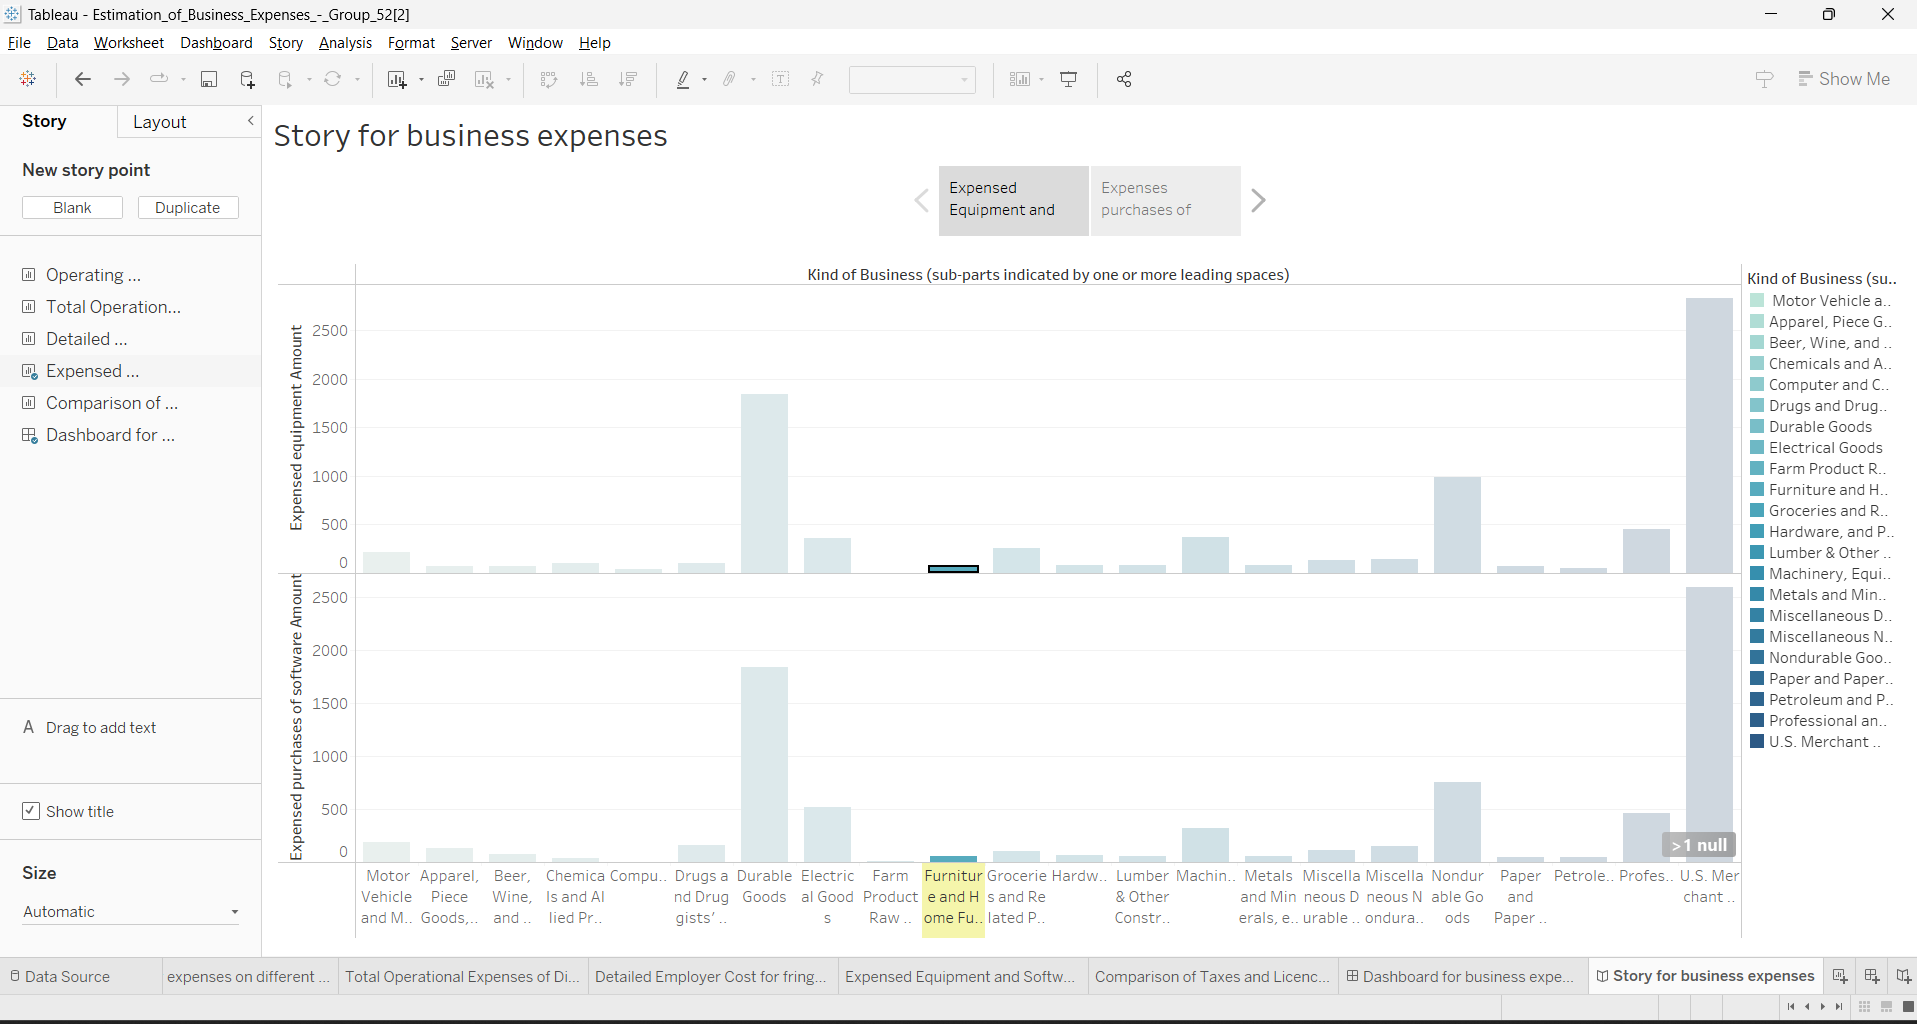 Tableau - Estimation_of_Business_Expenses_-_Group_52[2]
File Data Worksheet Dashboard Story Analysis Format Server Window Help
Show Me
Story Layout
New story point
Blank Duplicate
Operating ...
Total Operation...
Detailed ...
Expensed ...
Comparison of ...
Dashboard for ...
A Drag to add text
Show title
Size
Automatic
Story for business expenses
Expensed
Equipment and
Expenses
purchases of
Kind of Business (sub-parts indicated by one or more leading spaces)
Expensed equipment Amount
2500
2000
1500
1000
500
0
Expensed purchases of software Amount
2500
2000
1500
1000
500
0
>1 null
Motor
Vehicle
and M..
Apparel,
Piece
Goods,..
Beer,
Wine,
and ..
Chemica
ls and Al
lied Pr..
Compu..
Drugs a
nd Drug
gists’ ..
Durable
Goods
Electric
al Good
s
Farm
Product
Raw ..
Furnitur
e and H
ome Fu..
Grocerie
s and Re
lated P..
Hardw..
Lumber
& Other
Constr..
Machin..
Metals
and Min
erals, e..
Miscella
neous D
urable ..
Miscella
neous N
ondura..
Nondur
able Go
ods
Paper
and
Paper ..
Petrole..
Profes..
U.S. Mer
chant ..
Kind of Business (su..
Motor Vehicle a..
Apparel, Piece G..
Beer, Wine, and ..
Chemicals and A..
Computer and C..
Drugs and Drug..
Durable Goods
Electrical Goods
Farm Product R..
Furniture and H..
Groceries and R..
Hardware, and P..
Lumber & Other ..
Machinery, Equi..
Metals and Min..
Miscellaneous D..
Miscellaneous N..
Nondurable Goo..
Paper and Paper..
Petroleum and P..
Professional an..
U.S. Merchant ..
Data Source
expenses on different ...
Total Operational Expenses of Di...
Detailed Employer Cost for fring...
Expensed Equipment and Softw...
Comparison of Taxes and Licenc...
Dashboard for business expe...
Story for business expenses